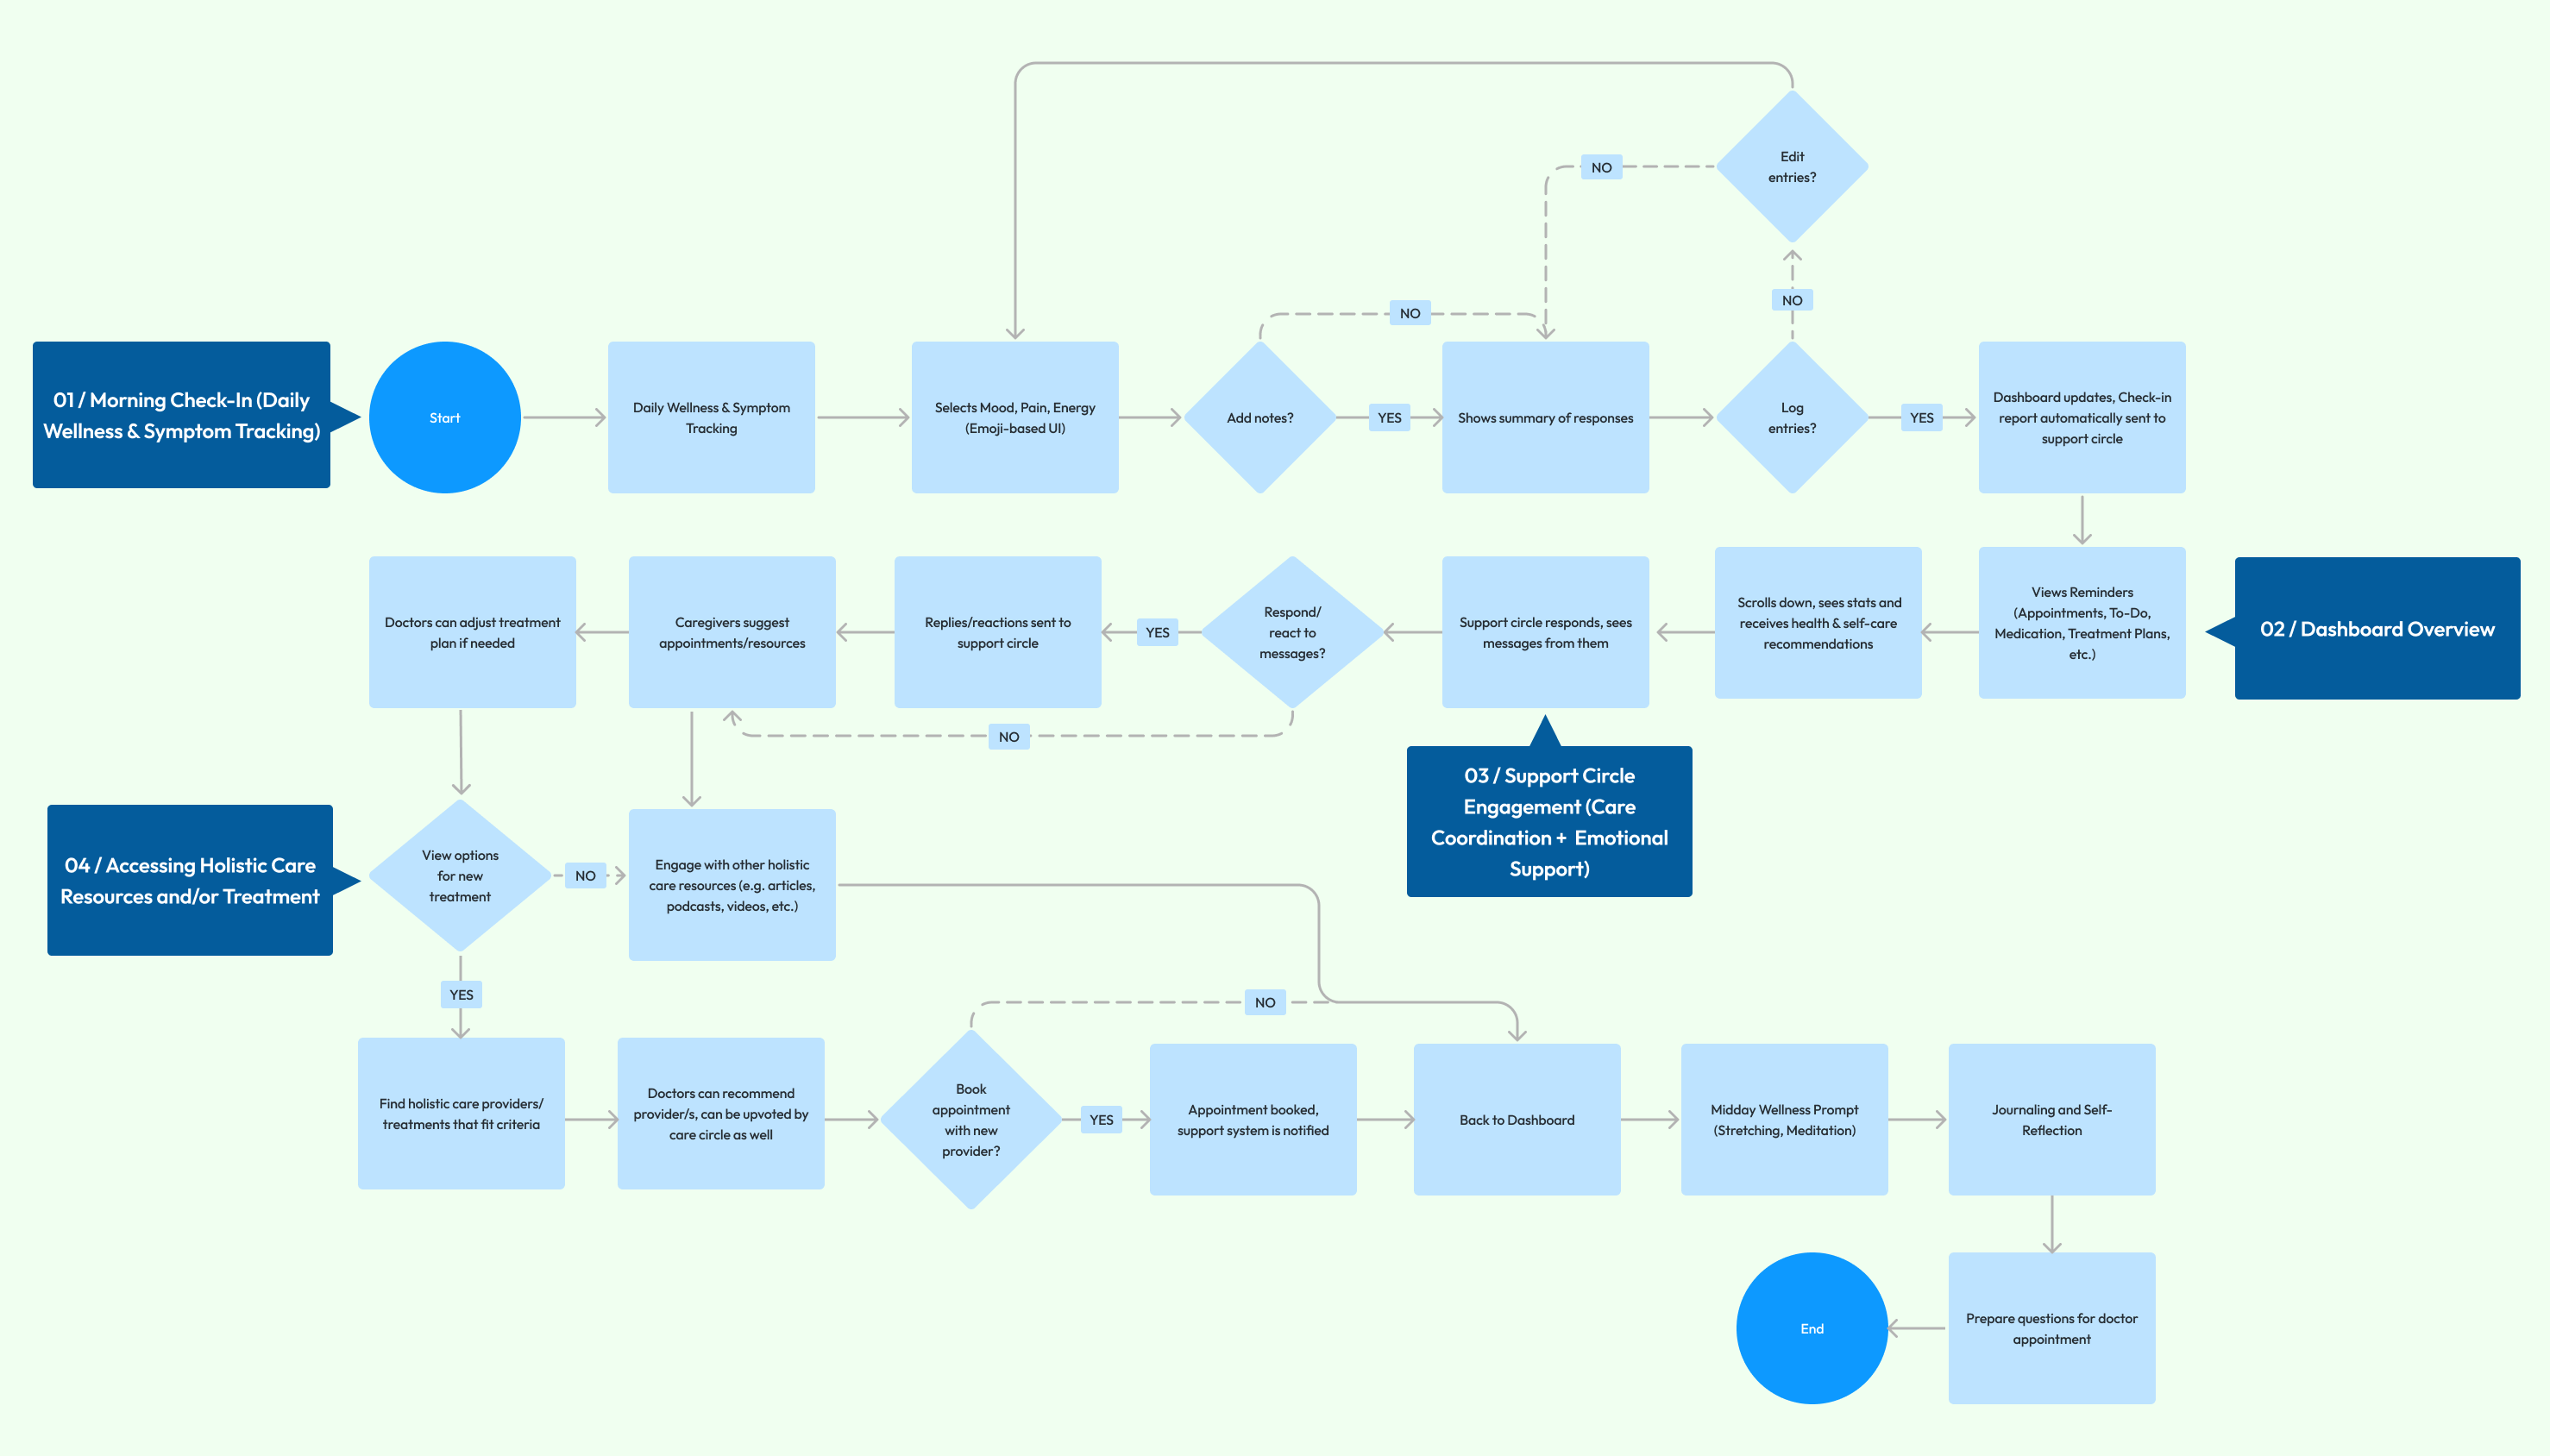 Edit
entries?
NO
NO
NO
01 / Morning Check-In (Daily
Wellness & Symptom Tracking)
Start
Daily Wellness & Symptom
Tracking
Selects Mood, Pain, Energy
(Emoji-based UI)
Add notes?
YES
Shows summary of responses
Log
entries?
YES
Dashboard updates, Check-in
report automatically sent to
support circle
Doctors can adjust treatment
plan if needed
Caregivers suggest
appointments/resources
Replies/reactions sent to
support circle
YES
Respond/
react to
messages?
Support circle responds, sees
messages from them
Scrolls down, sees stats and
receives health & self-care
recommendations
Views Reminders
(Appointments, To-Do,
Medication, Treatment Plans,
etc.)
02 / Dashboard Overview
NO
03 / Support Circle
Engagement (Care
Coordination + Emotional
Support)
04 / Accessing Holistic Care
Resources and/or Treatment
View options
for new
treatment
NO
Engage with other holistic
care resources (e.g. articles,
podcasts, videos, etc.)
YES
NO
Find holistic care providers/
treatments that fit criteria
Doctors can recommend
provider/s, can be upvoted by
care circle as well
Book
appointment
with new
provider?
YES
Appointment booked,
support system is notified
Back to Dashboard
Midday Wellness Prompt
(Stretching, Meditation)
Journaling and Self-
Reflection
End
Prepare questions for doctor
appointment